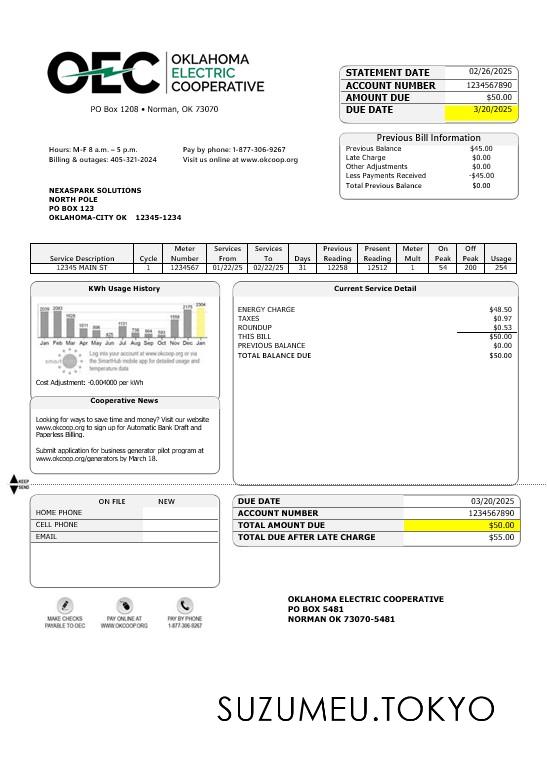 OEC OKLAHOMA ELECTRIC COOPERATIVE
PO Box 1208 • Norman, OK 73070
STATEMENT DATE 02/26/2025
ACCOUNT NUMBER 1234567890
AMOUNT DUE $50.00
DUE DATE 3/20/2025
Previous Bill Information
Previous Balance $45.00
Late Charge $0.00
Other Adjustments $0.00
Less Payments Received -$45.00
Total Previous Balance $0.00
Hours: M-F 8 a.m. – 5 p.m. Pay by phone: 1-877-306-9267
Billing & outages: 405-321-2024 Visit us online at www.okcoop.org
NEXASPARK SOLUTIONS
NORTH POLE
PO BOX 123
OKLAHOMA-CITY OK 12345-1234
Service Description Cycle Meter Number Services From Services To Days Previous Reading Present Reading Meter Mult On Peak Off Peak Usage
12345 MAIN ST 1 1234567 01/22/25 02/22/25 31 12258 12512 1 54 200 254
KWh Usage History
Jan Feb Mar Apr May Jun Jul Aug Sep Oct Nov Dec Jan
Log into your account at www.okcoop.org or via
the SmartHub mobile app for detailed usage and
temperature data
Cost Adjustment: -0.004000 per kWh
Cooperative News
Looking for ways to save time and money? Visit our website
www.okcoop.org to sign up for Automatic Bank Draft and
Paperless Billing.
Submit application for business generator pilot program at
www.okcoop.org/generators by March 18.
Current Service Detail
ENERGY CHARGE $48.50
TAXES $0.97
ROUNDUP $0.53
THIS BILL $50.00
PREVIOUS BALANCE $0.00
TOTAL BALANCE DUE $50.00
KEEP
SEND
ON FILE NEW
HOME PHONE
CELL PHONE
EMAIL
DUE DATE 03/20/2025
ACCOUNT NUMBER 1234567890
TOTAL AMOUNT DUE $50.00
TOTAL DUE AFTER LATE CHARGE $55.00
MAKE CHECKS PAYABLE TO OEC
PAY ONLINE AT WWW.OKCOOP.ORG
PAY BY PHONE 1-877-306-9267
OKLAHOMA ELECTRIC COOPERATIVE
PO BOX 5481
NORMAN OK 73070-5481
SUZUMEU.TOKYO